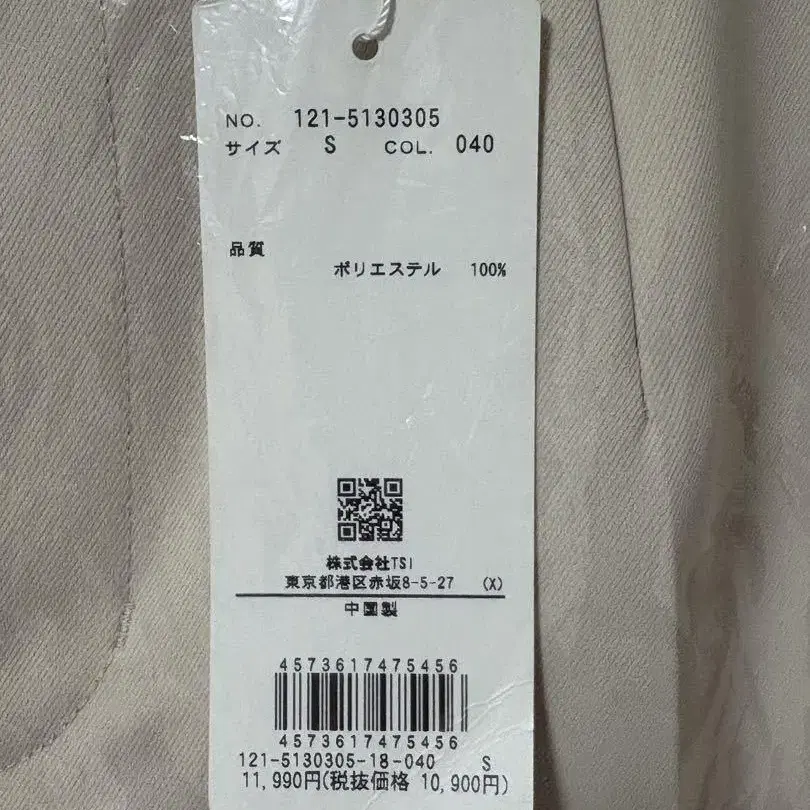 NO. 121-5130305
サイズ S COL. 040
品質
ポリエステル 100%
株式会社TSI
東京都港区赤坂8-5-27 (X)
中国製
4573617475456
4573617475456
121-5130305-18-040 S
11,990円(税抜価格 10,900円)